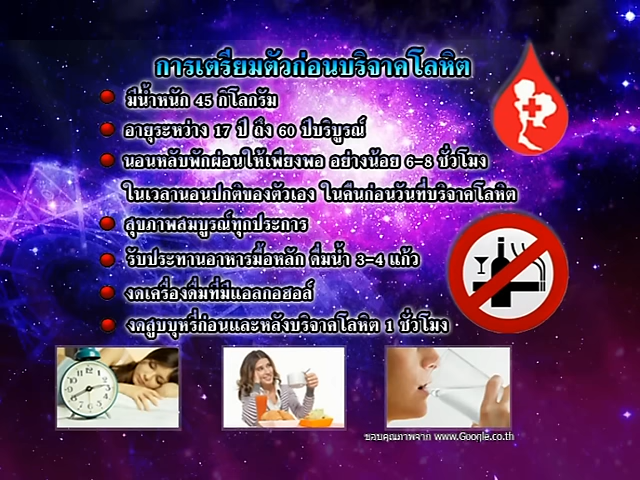 การเตรียมตัวก่อนบริจาคโลหิต
มีน้ำหนัก 45 กิโลกรัม
อายุระหว่าง 17 ปี ถึง 60 ปีบริบูรณ์
นอนหลับพักผ่อนให้เพียงพอ อย่างน้อย 6-8 ชั่วโมง
ในเวลานอนปกติของตัวเอง ในคืนก่อนวันที่บริจาคโลหิต
สุขภาพสมบูรณ์ทุกประการ
รับประทานอาหารมื้อหลัก ดื่มน้ำ 3-4 แก้ว
งดเครื่องดื่มที่มีแอลกอฮอล์
งดสูบบุหรี่ก่อนและหลังบริจาคโลหิต 1 ชั่วโมง
ขอบคุณภาพจาก www.Google.co.th